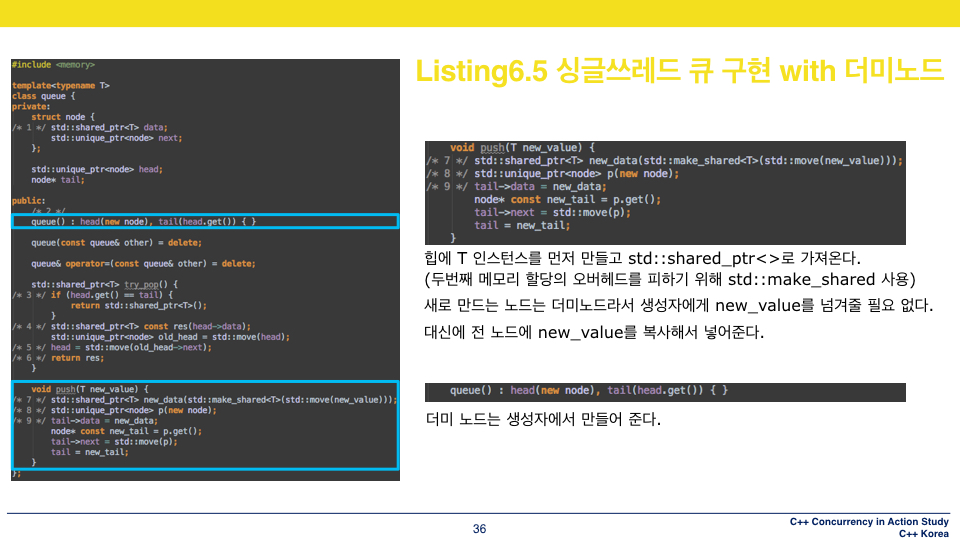 Listing6.5 싱글쓰레드 큐 구현 with 더미노드
#include <memory>
template<typename T>
class queue {
private:
struct node {
/* 1 */ std::shared_ptr<T> data;
std::unique_ptr<node> next;
};
std::unique_ptr<node> head;
node* tail;
public:
/* 2 */
queue() : head(new node), tail(head.get()) { }
queue(const queue& other) = delete;
queue& operator=(const queue& other) = delete;
std::shared_ptr<T> try_pop() {
/* 3 */ if (head.get() == tail) {
return std::shared_ptr<T>();
}
/* 4 */ std::shared_ptr<T> const res(head->data);
std::unique_ptr<node> old_head = std::move(head);
/* 5 */ head = std::move(old_head->next);
/* 6 */ return res;
}
void push(T new_value) {
/* 7 */ std::shared_ptr<T> new_data(std::make_shared<T>(std::move(new_value)));
/* 8 */ std::unique_ptr<node> p(new node);
/* 9 */ tail->data = new_data;
node* const new_tail = p.get();
tail->next = std::move(p);
tail = new_tail;
}
};
void push(T new_value) {
/* 7 */ std::shared_ptr<T> new_data(std::make_shared<T>(std::move(new_value)));
/* 8 */ std::unique_ptr<node> p(new node);
/* 9 */ tail->data = new_data;
node* const new_tail = p.get();
tail->next = std::move(p);
tail = new_tail;
}
힙에 T 인스턴스를 먼저 만들고 std::shared_ptr<>로 가져온다.
(두번째 메모리 할당의 오버헤드를 피하기 위해 std::make_shared 사용)
새로 만드는 노드는 더미노드라서 생성자에게 new_value를 넘겨줄 필요 없다.
대신에 전 노드에 new_value를 복사해서 넣어준다.
queue() : head(new node), tail(head.get()) { }
더미 노드는 생성자에서 만들어 준다.
36
C++ Concurrency in Action Study
C++ Korea